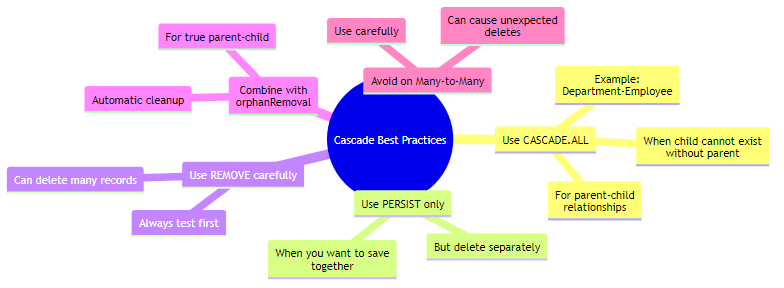 Cascade Best Practices
Use CASCADE.ALL
Example:
Department-Employee
When child cannot exist
without parent
For parent-child
relationships
Use PERSIST only
When you want to save
together
But delete separately
Use REMOVE carefully
Can delete many records
Always test first
Combine with
orphanRemoval
For true parent-child
Automatic cleanup
Avoid on Many-to-Many
Use carefully
Can cause unexpected
deletes